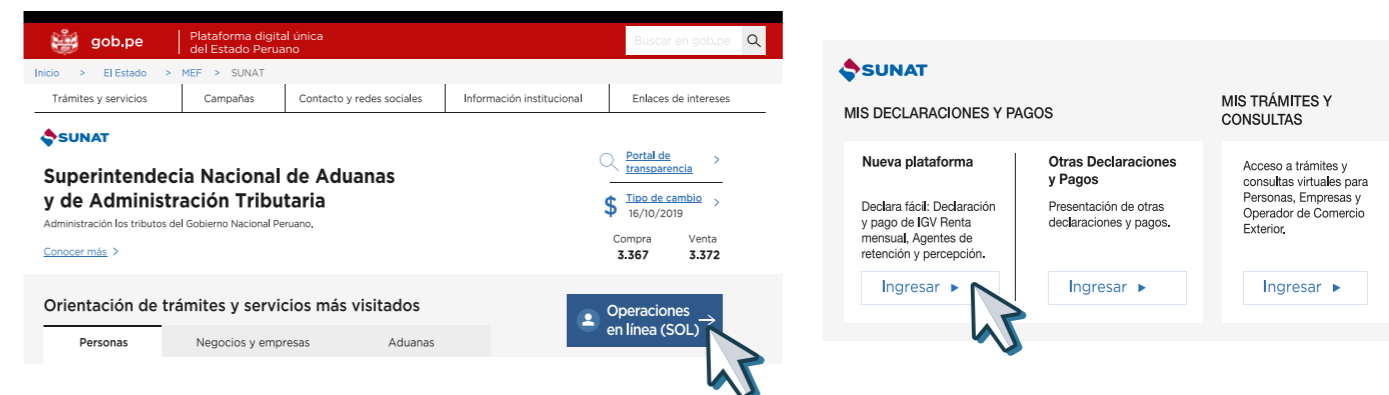 gob.pe
Plataforma digital única
del Estado Peruano
Buscar en gob.pe
Inicio > El Estado > MEF > SUNAT
Trámites y servicios
Campañas
Contacto y redes sociales
Información institucional
Enlaces de intereses
SUNAT
Superintendecia Nacional de Aduanas
y de Administración Tributaria
Administración los tributos del Gobierno Nacional Peruano.
Conocer más >
Portal de
transparencia >
$ Tipo de cambio >
16/10/2019
Compra Venta
3.367 3.372
Orientación de trámites y servicios más visitados
Operaciones
en línea (SOL)
Personas
Negocios y empresas
Aduanas
SUNAT
MIS DECLARACIONES Y PAGOS
Nueva plataforma
Declara fácil: Declaración
y pago de IGV Renta
mensual, Agentes de
retención y percepción.
Ingresar
Otras Declaraciones
y Pagos
Presentación de otras
declaraciones y pagos.
Ingresar
MIS TRÁMITES Y
CONSULTAS
Acceso a trámites y
consultas virtuales para
Personas, Empresas y
Operador de Comercio
Exterior.
Ingresar